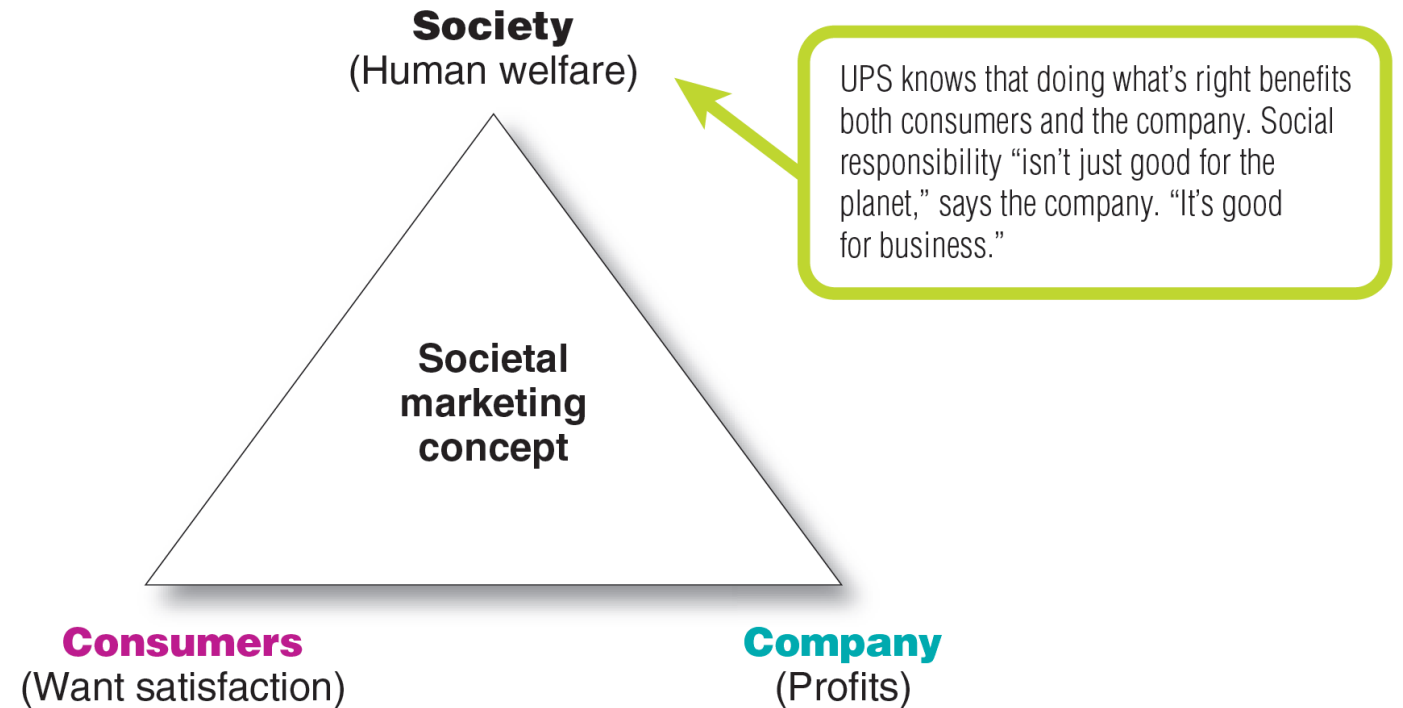 Society
(Human welfare)
UPS knows that doing what’s right benefits
both consumers and the company. Social
responsibility “isn’t just good for the
planet,” says the company. “It’s good
for business.”
Societal
marketing
concept
Consumers
(Want satisfaction)
Company
(Profits)